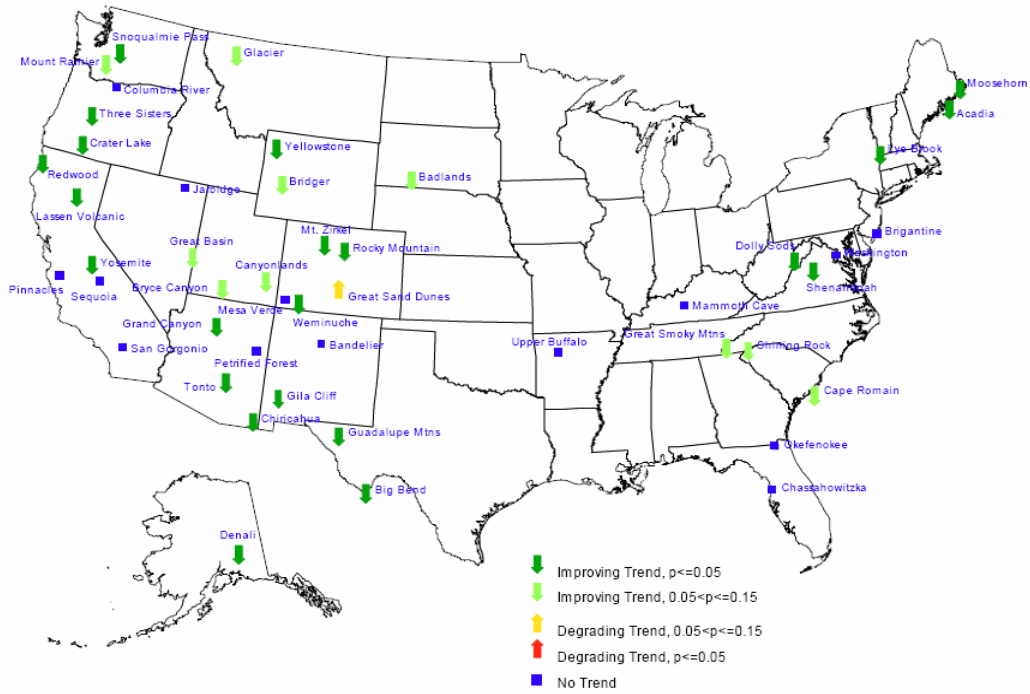 Snoqualmie Pass
Glacier
Mount Rainier
Columbia River
Moosehorn
Acadia
Three Sisters
Crater Lake
Yellowstone
Lye Brook
Redwood
Jarbidge
Bridger
Badlands
Lassen Volcanic
Mt. Zirkel
Brigantine
Great Basin
Rocky Mountain
Dolly Sods
Washington
Yosemite
Canyonlands
Pinnacles
Sequoia
Bryce Canyon
Great Sand Dunes
Shenandoah
Mesa Verde
Mammoth Cave
Grand Canyon
Weminuche
Great Smoky Mtns
San Gorgonio
Bandelier
Upper Buffalo
Shining Rock
Petrified Forest
Tonto
Gila Cliff
Cape Romain
Chiricahua
Guadalupe Mtns
Okefenokee
Big Bend
Chassahowitzka
Denali
Improving Trend, p<=0.05
Improving Trend, 0.05<p<=0.15
Degrading Trend, 0.05<p<=0.15
Degrading Trend, p<=0.05
No Trend